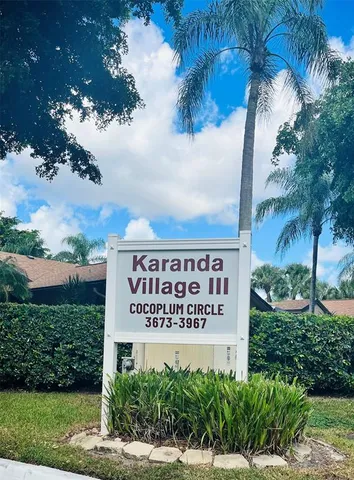 Karanda
Village III
COCOPLUM CIRCLE
3673-3967